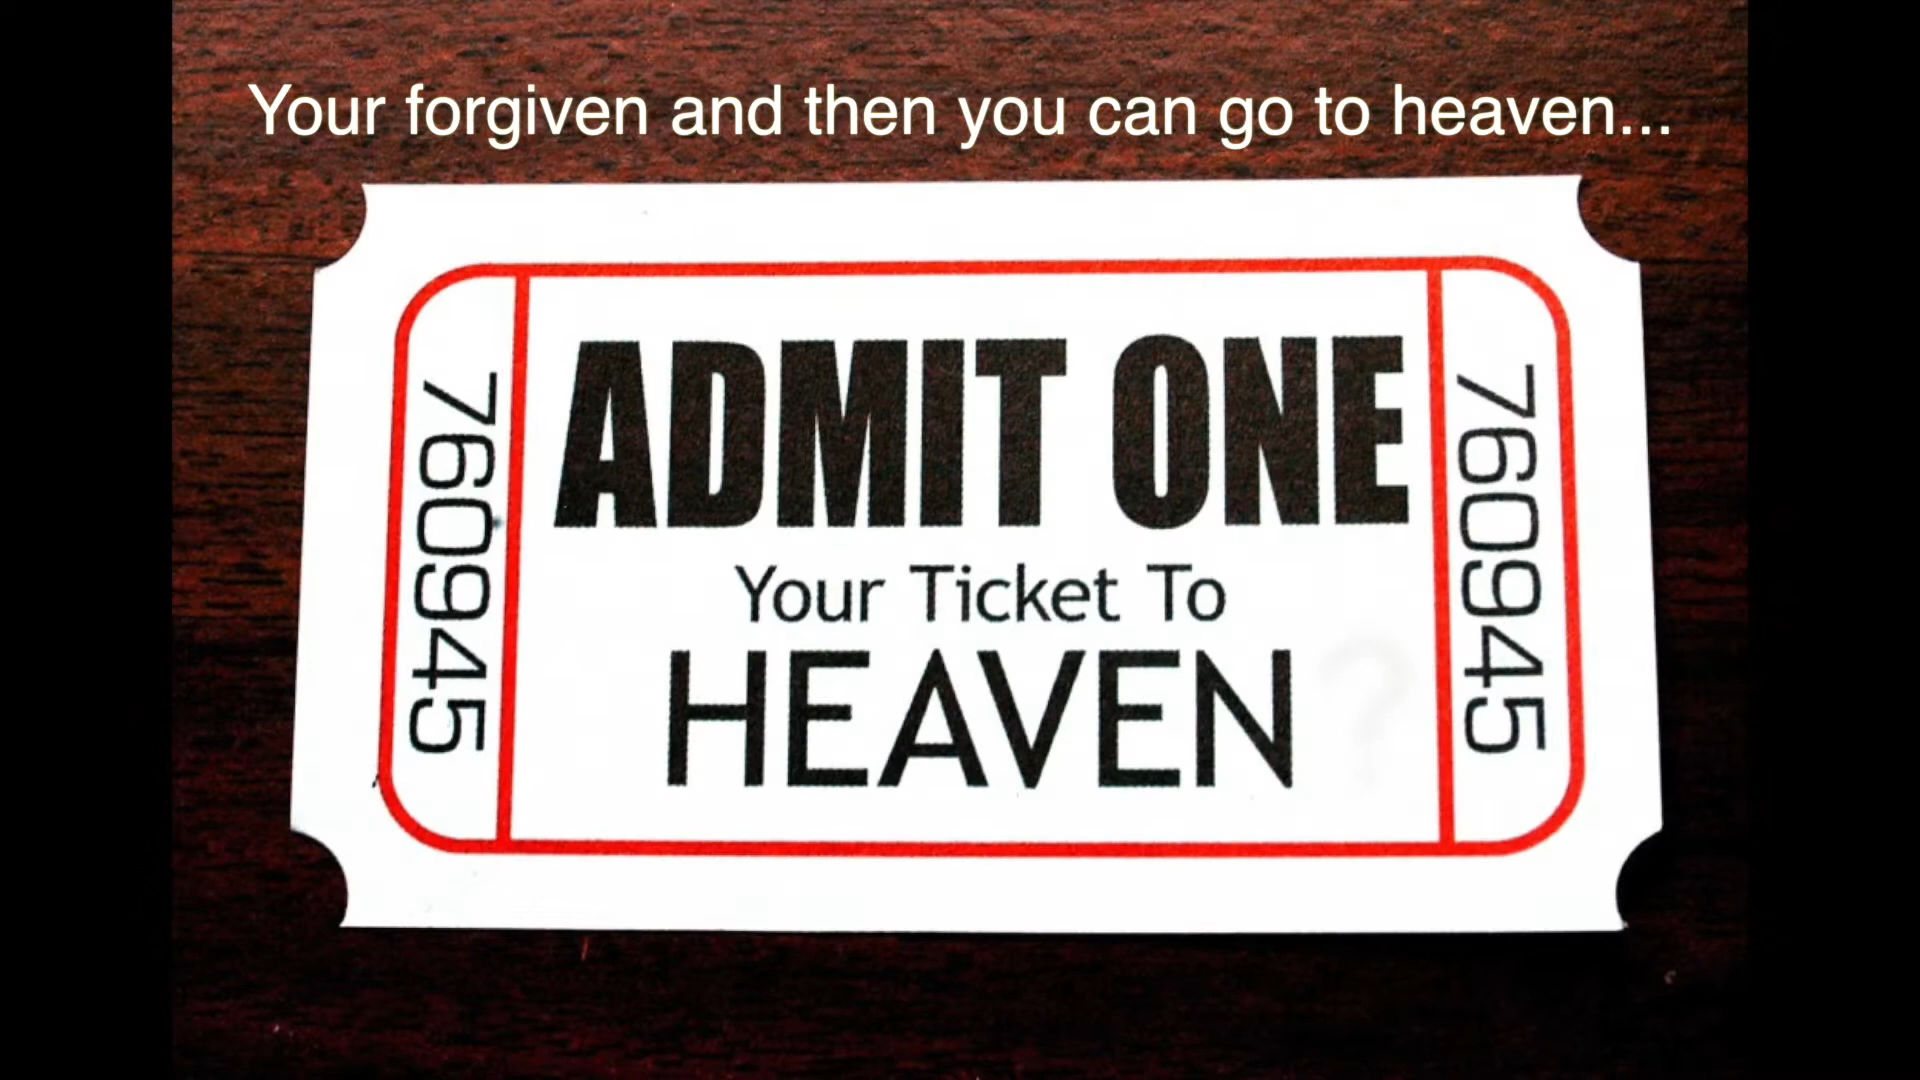 Your forgiven and then you can go to heaven...
ADMIT ONE
Your Ticket To
HEAVEN ?
760945
760945